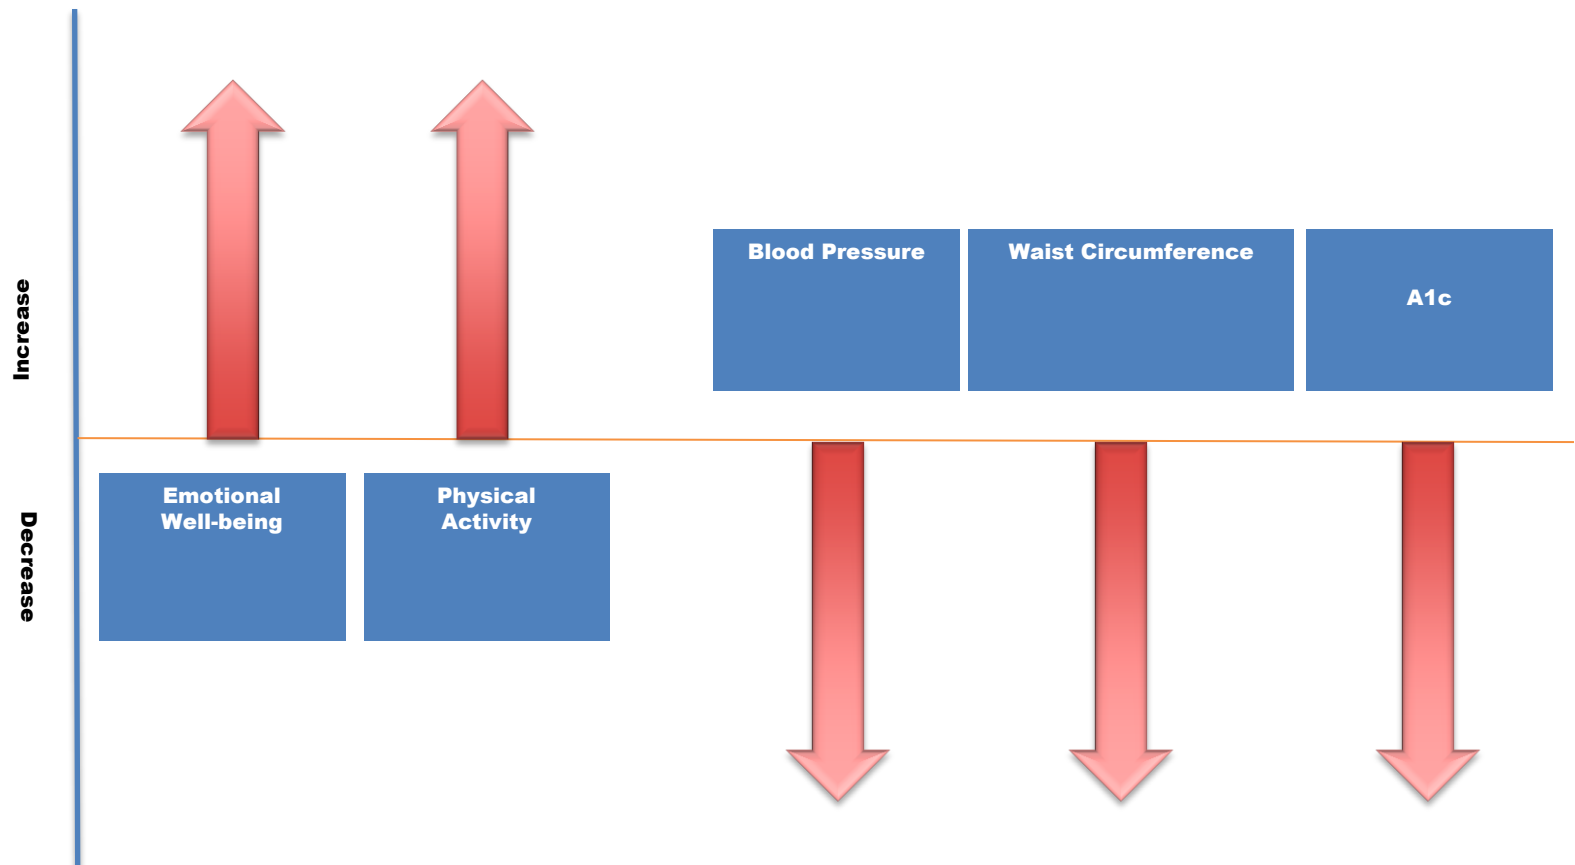 Increase
Decrease
Blood Pressure
Waist Circumference
A1c
Emotional
Well-being
Physical
Activity